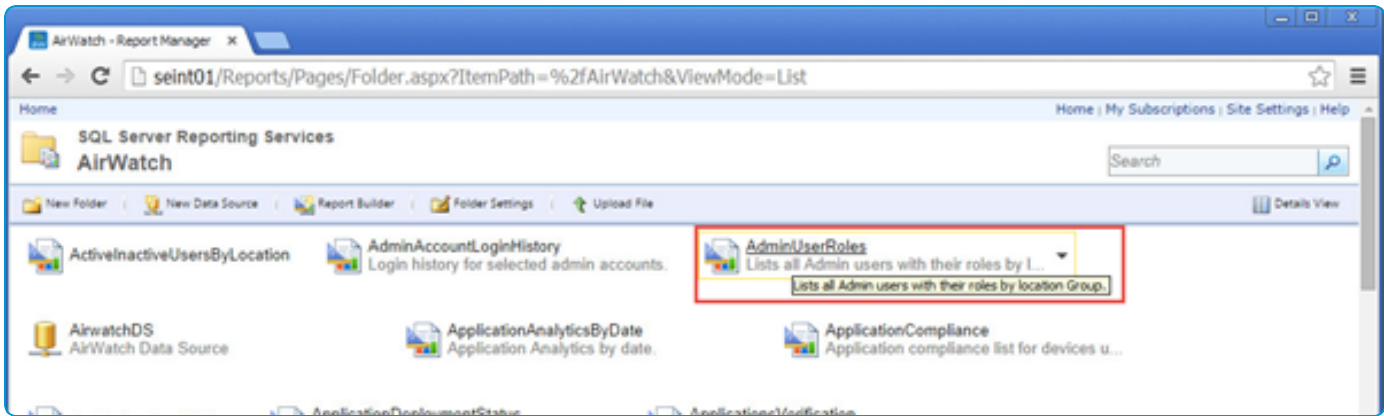 AirWatch - Report Manager
seint01/Reports/Pages/Folder.aspx?ItemPath=%2fAirWatch&ViewMode=List
Home
Home | My Subscriptions | Site Settings | Help
SQL Server Reporting Services
AirWatch
Search
New Folder | New Data Source | Report Builder | Folder Settings | Upload File
Details View
ActiveInactiveUsersByLocation
AdminAccountLoginHistory
Login history for selected admin accounts.
AdminUserRoles
Lists all Admin users with their roles by l...
Lists all Admin users with their roles by location Group.
AirwatchDS
AirWatch Data Source
ApplicationAnalyticsByDate
Application Analytics by date.
ApplicationCompliance
Application compliance list for devices u...
ApplicationDeploymentStatus
ApplicationsVerification